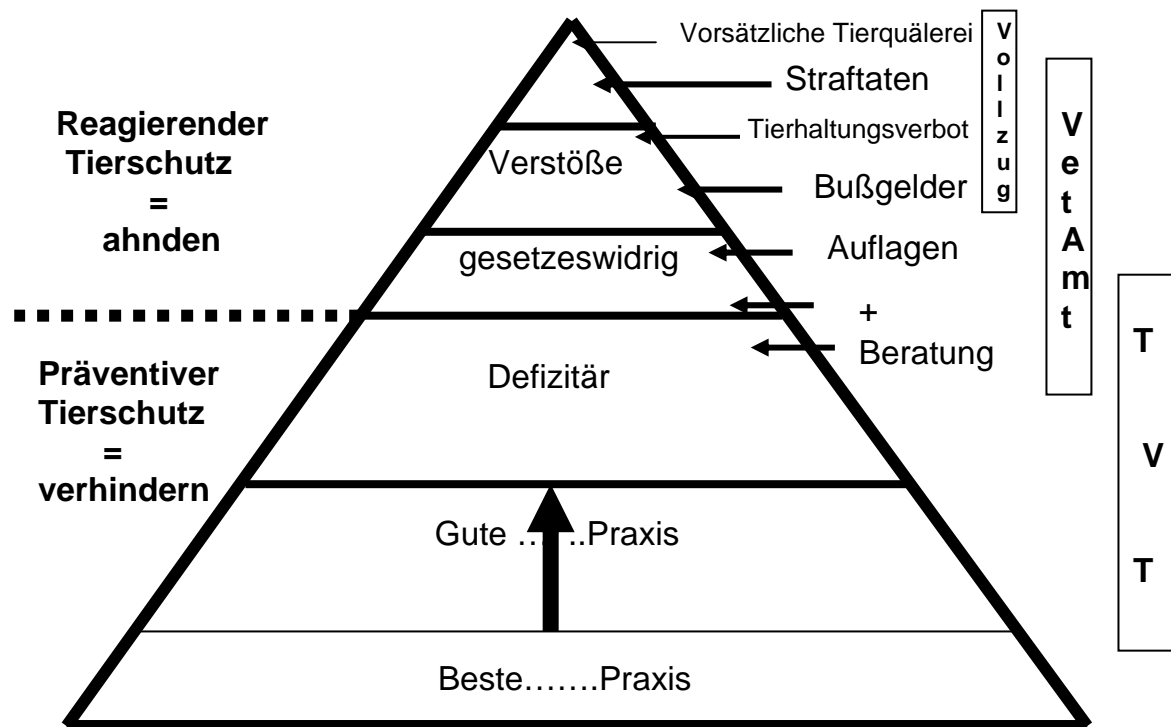 Vorsätzliche Tierquälerei
Straftaten
Reagierender
Tierschutz
=
ahnden
Tierhaltungsverbot
Verstöße
Bußgelder
gesetzeswidrig
Auflagen
+
Beratung
Präventiver
Tierschutz
=
verhindern
Defizitär
Gute …….Praxis
Beste…….Praxis
V
o
l
l
z
u
g
V
e
t
A
m
t
T
V
T